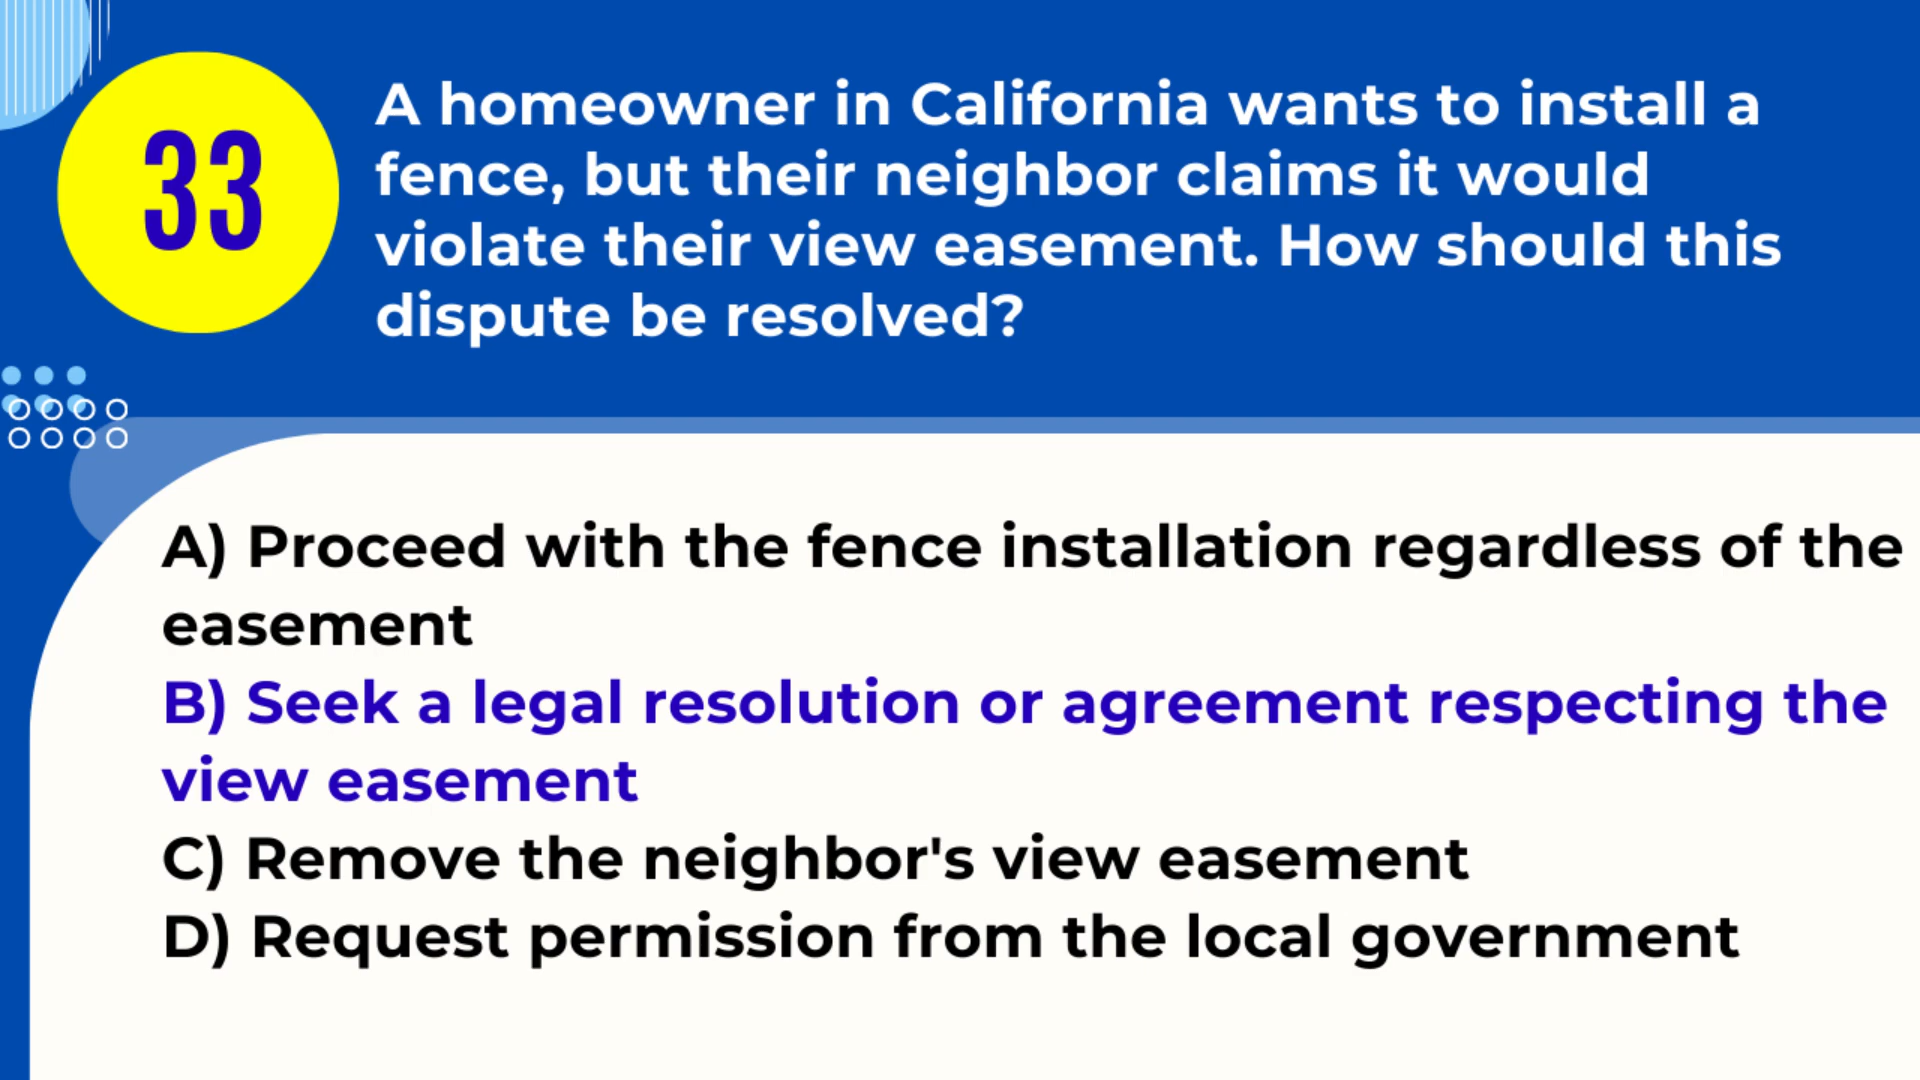 33
A homeowner in California wants to install a
fence, but their neighbor claims it would
violate their view easement. How should this
dispute be resolved?
A) Proceed with the fence installation regardless of the
easement
B) Seek a legal resolution or agreement respecting the
view easement
C) Remove the neighbor's view easement
D) Request permission from the local government